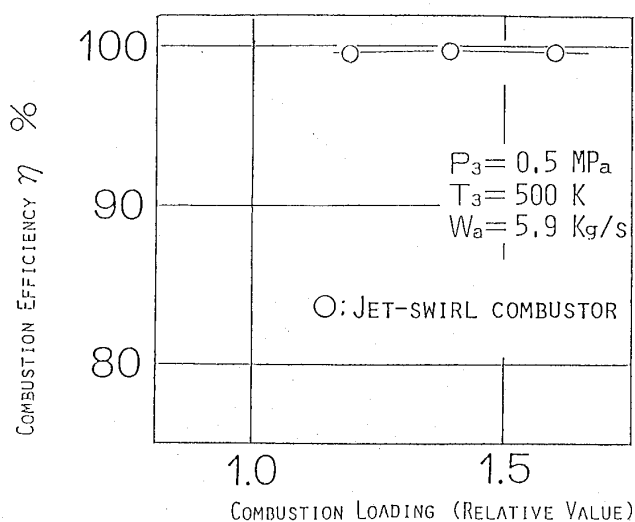 100
90
80
COMBUSTION EFFICIENCY η %
P₃= 0.5 MPa
T₃= 500 K
Wa= 5.9 Kg/s
○: JET-SWIRL COMBUSTOR
1.0 1.5
COMBUSTION LOADING (RELATIVE VALUE)